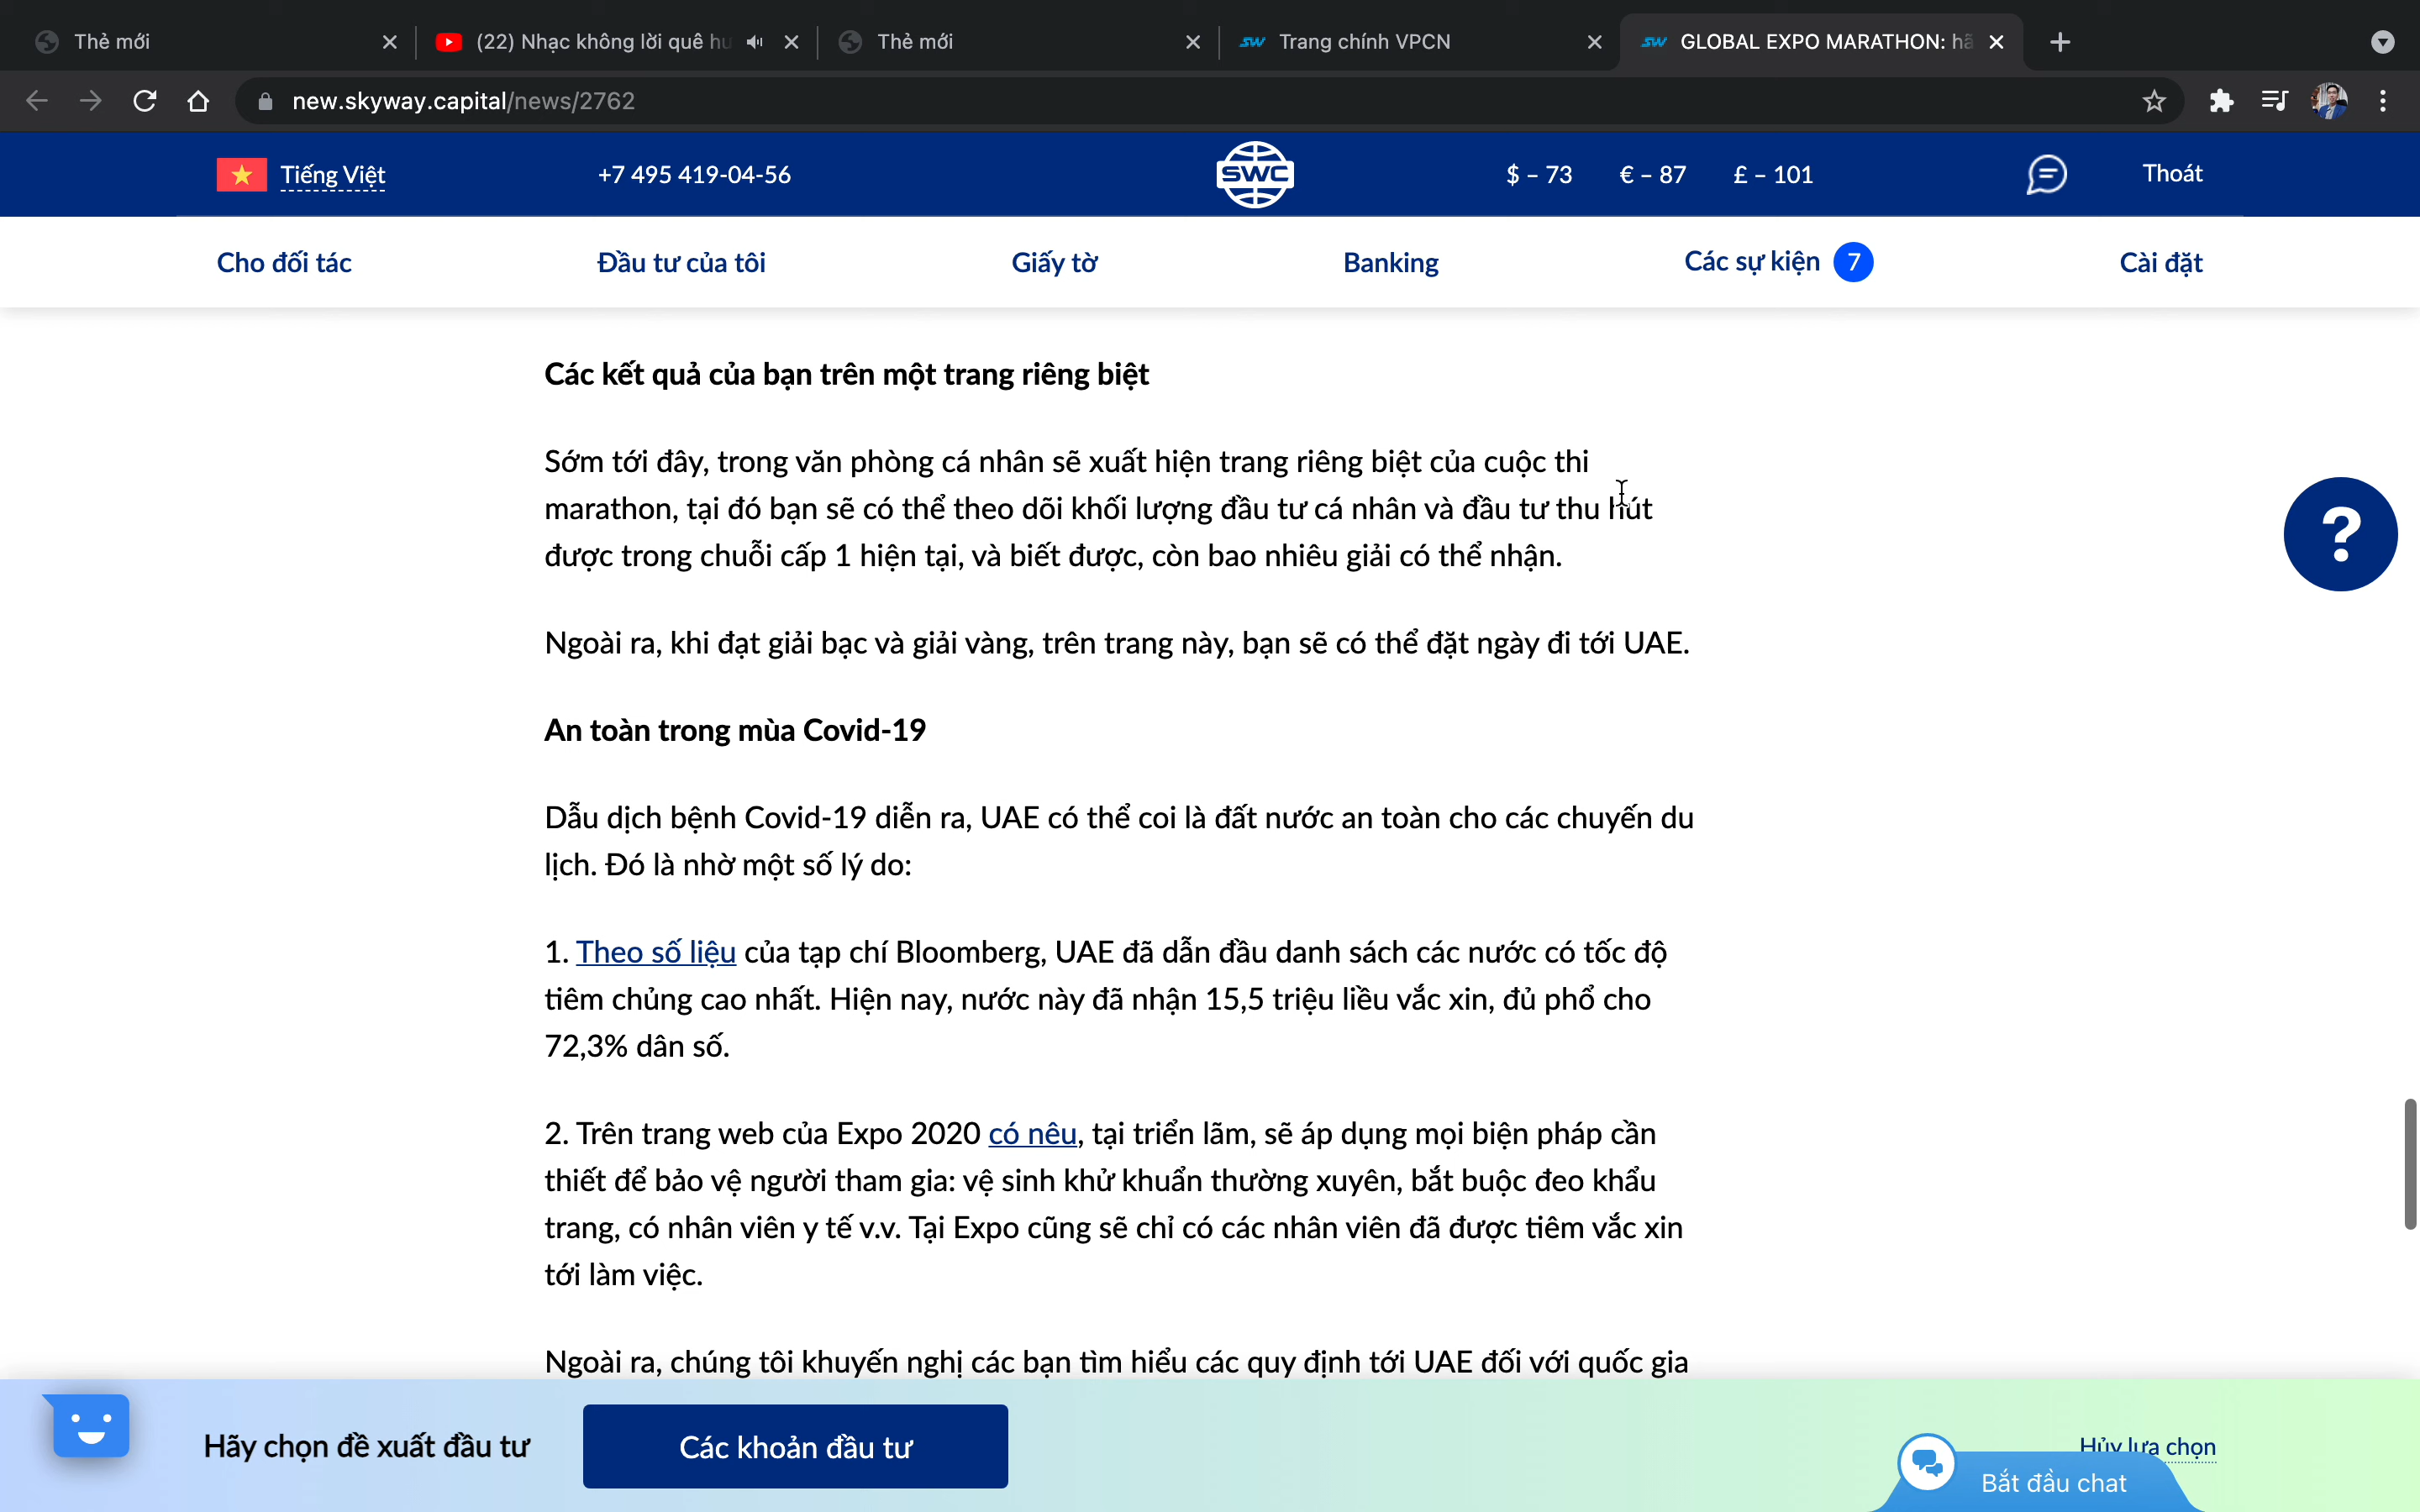 Thẻ mới
(22) Nhạc không lời quê hu
Thẻ mới
Trang chính VPCN
GLOBAL EXPO MARATHON: hã
new.skyway.capital/news/2762
Tiếng Việt
+7 495 419-04-56
SWC
$ – 73
€ – 87
£ – 101
Thoát
Cho đối tác
Đầu tư của tôi
Giấy tờ
Banking
Các sự kiện 7
Cài đặt
Các kết quả của bạn trên một trang riêng biệt
Sớm tới đây, trong văn phòng cá nhân sẽ xuất hiện trang riêng biệt của cuộc thi
marathon, tại đó bạn sẽ có thể theo dõi khối lượng đầu tư cá nhân và đầu tư thu hút
được trong chuỗi cấp 1 hiện tại, và biết được, còn bao nhiêu giải có thể nhận.
Ngoài ra, khi đạt giải bạc và giải vàng, trên trang này, bạn sẽ có thể đặt ngày đi tới UAE.
An toàn trong mùa Covid-19
Dẫu dịch bệnh Covid-19 diễn ra, UAE có thể coi là đất nước an toàn cho các chuyến du
lịch. Đó là nhờ một số lý do:
1. Theo số liệu của tạp chí Bloomberg, UAE đã dẫn đầu danh sách các nước có tốc độ
tiêm chủng cao nhất. Hiện nay, nước này đã nhận 15,5 triệu liều vắc xin, đủ phổ cho
72,3% dân số.
2. Trên trang web của Expo 2020 có nêu, tại triển lãm, sẽ áp dụng mọi biện pháp cần
thiết để bảo vệ người tham gia: vệ sinh khử khuẩn thường xuyên, bắt buộc đeo khẩu
trang, có nhân viên y tế v.v. Tại Expo cũng sẽ chỉ có các nhân viên đã được tiêm vắc xin
tới làm việc.
Ngoài ra, chúng tôi khuyến nghị các bạn tìm hiểu các quy định tới UAE đối với quốc gia
?
Hãy chọn đề xuất đầu tư
Các khoản đầu tư
Hủy lựa chọn
Bắt đầu chat